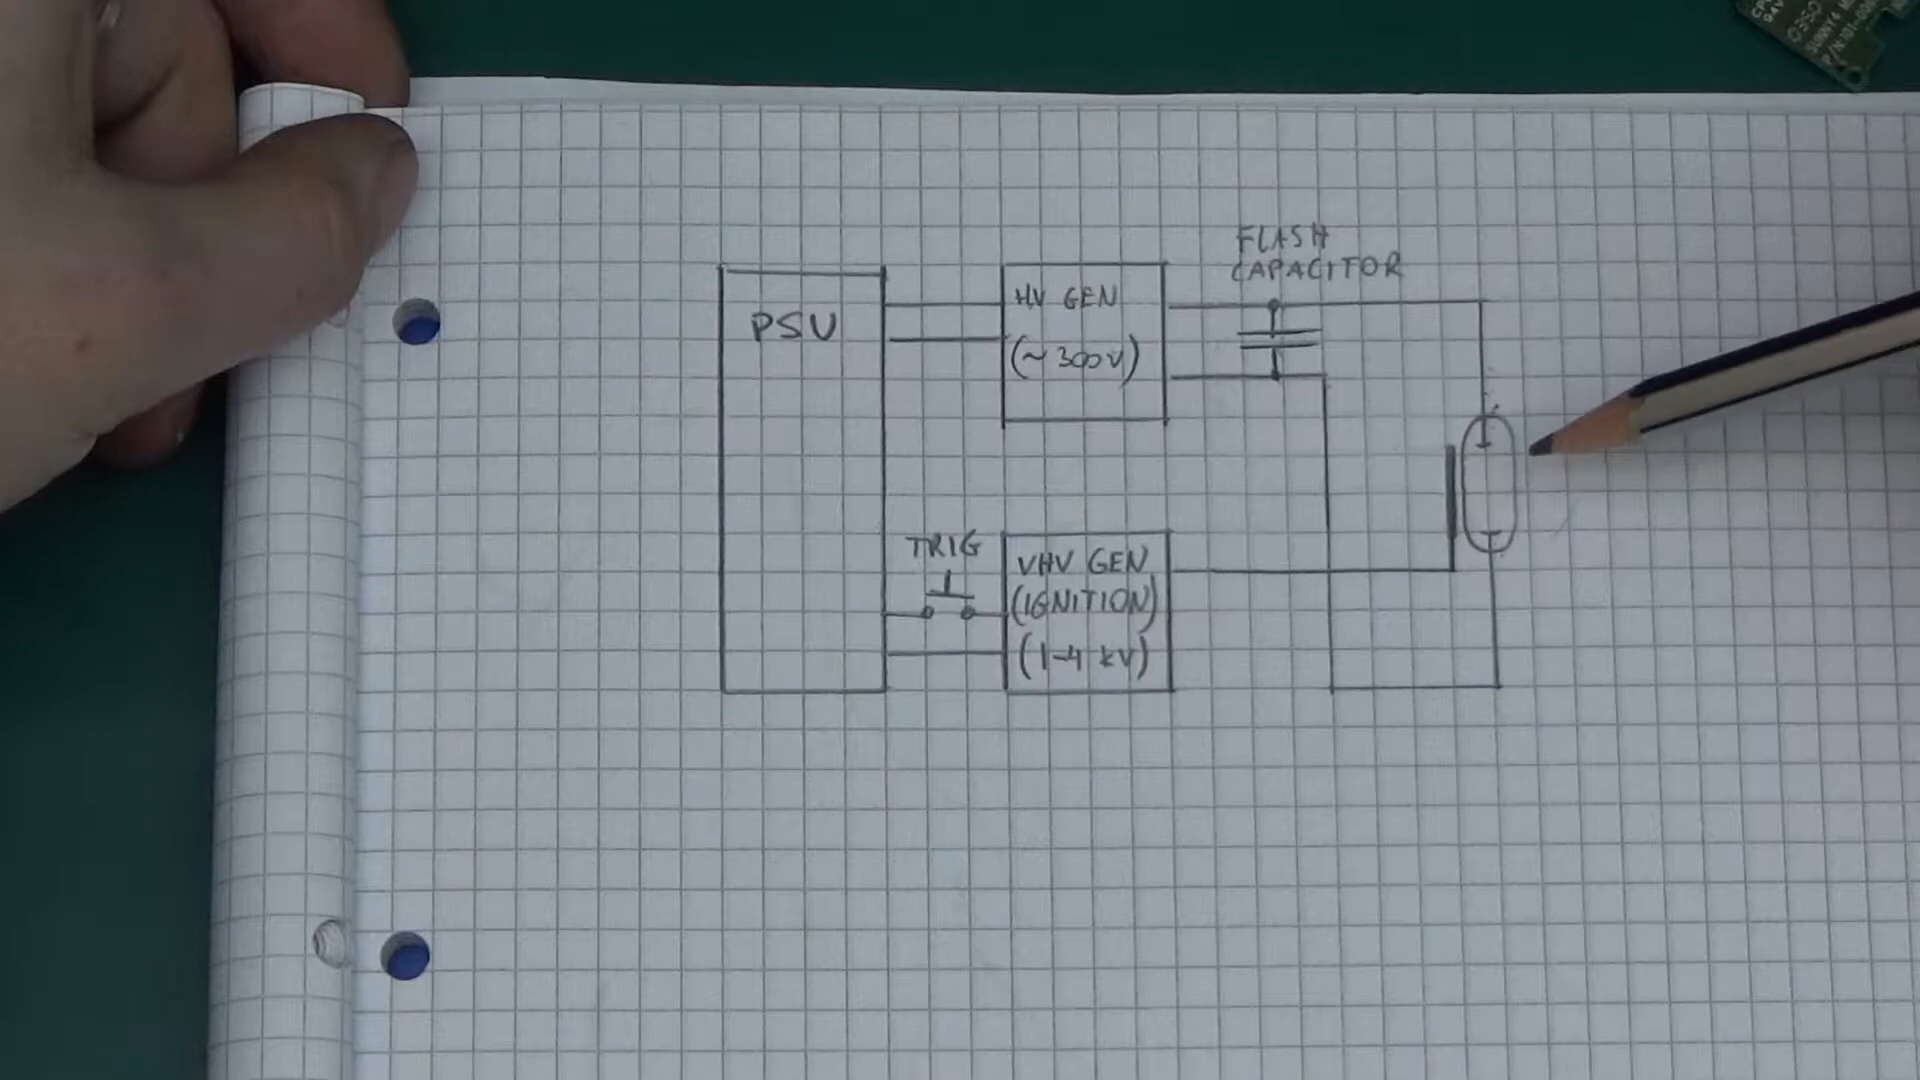 FLASH
CAPACITOR
PSU
HV GEN
(~300V)
TRIG
VHV GEN
(IGNITION)
(1-4 kV)